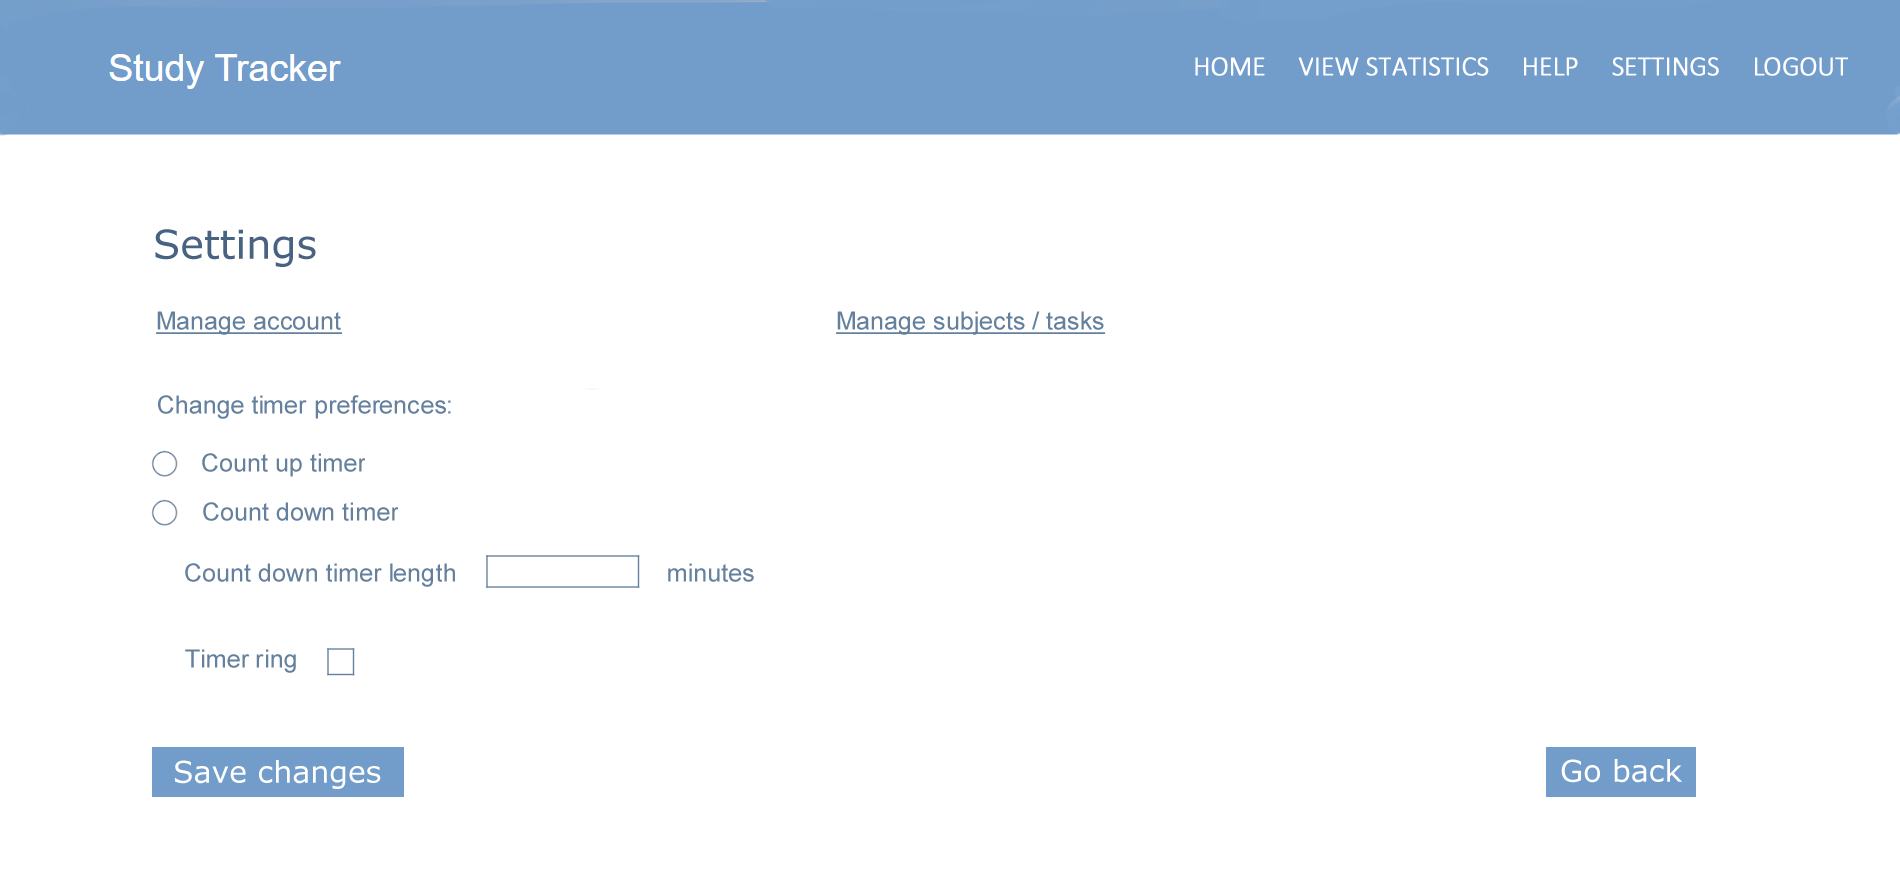 Study Tracker
HOME VIEW STATISTICS HELP SETTINGS LOGOUT
Settings
Manage account
Manage subjects / tasks
Change timer preferences:
Count up timer
Count down timer
Count down timer length minutes
Timer ring
Save changes
Go back